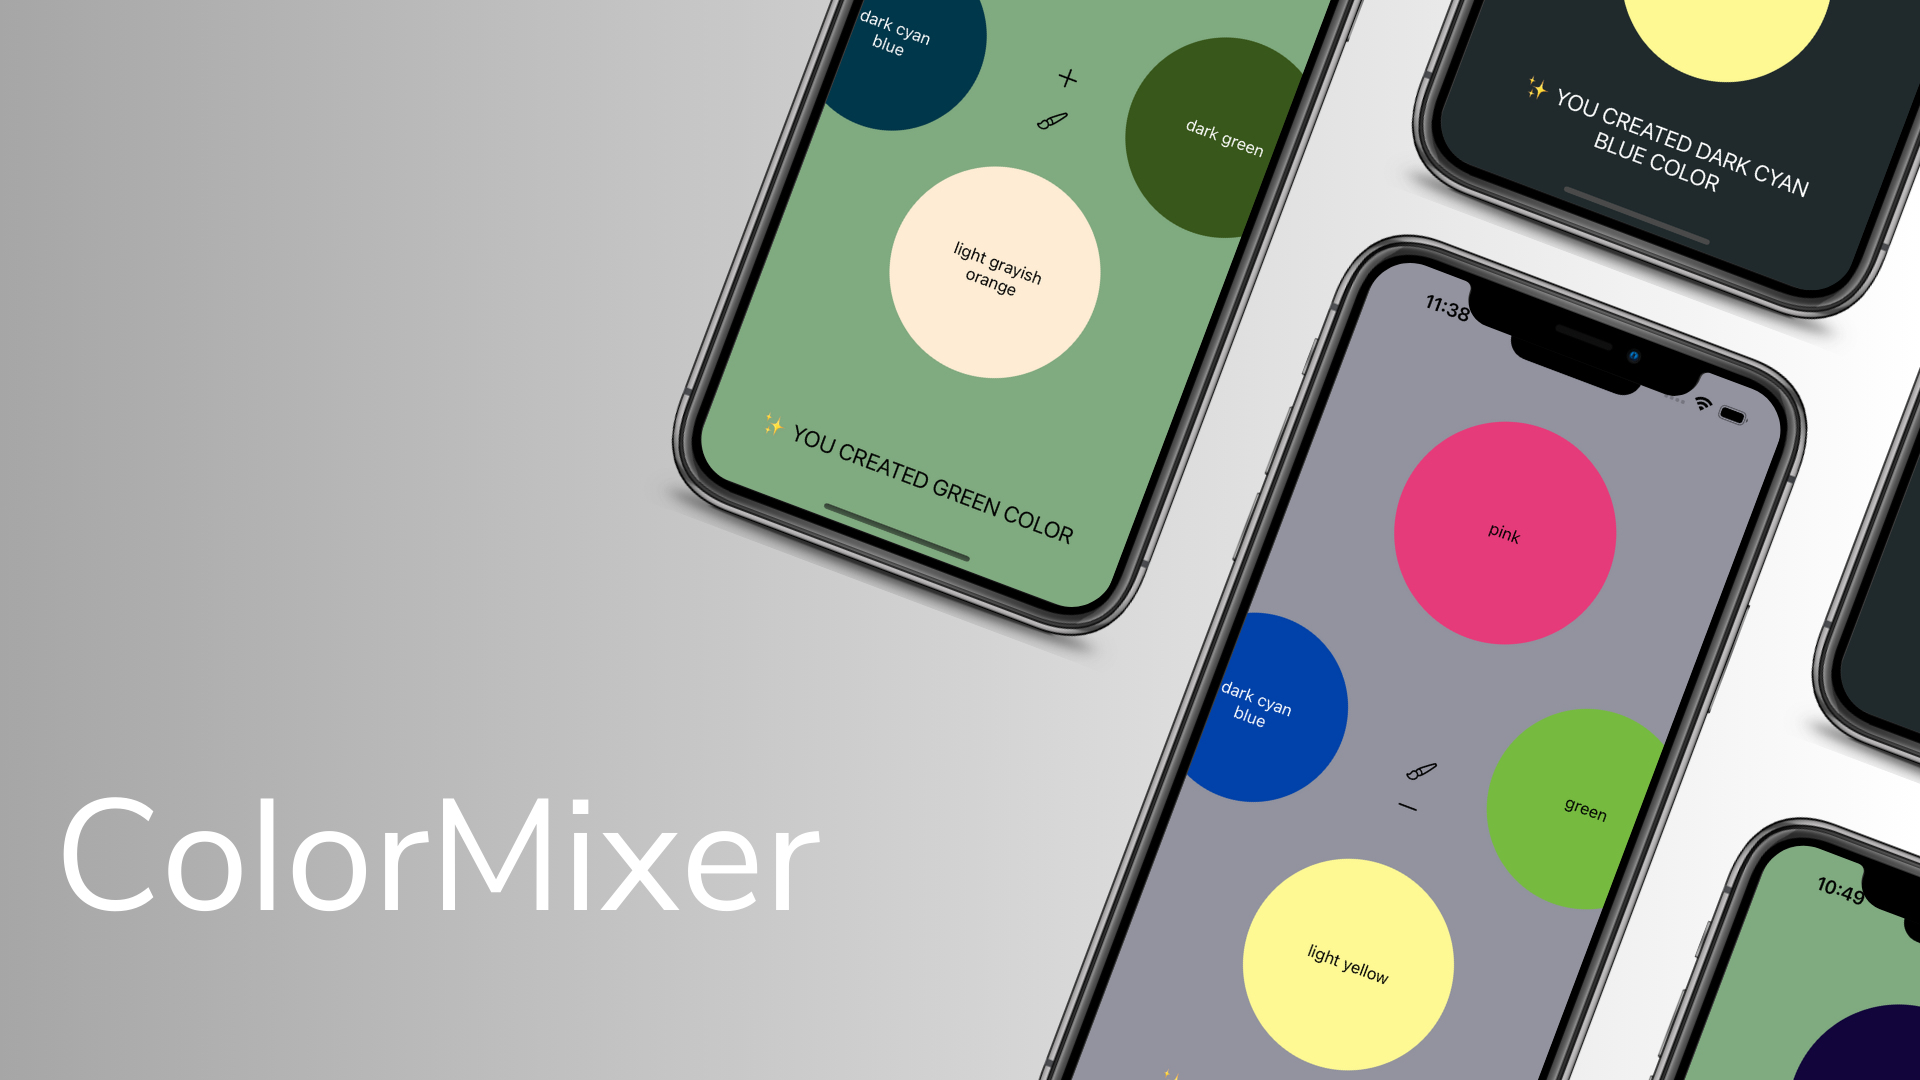 dark cyan
blue
dark green
light grayish
orange
✨ YOU CREATED GREEN COLOR
✨ YOU CREATED DARK CYAN
BLUE COLOR
11:38
pink
dark cyan
blue
green
light yellow
10:49
ColorMixer